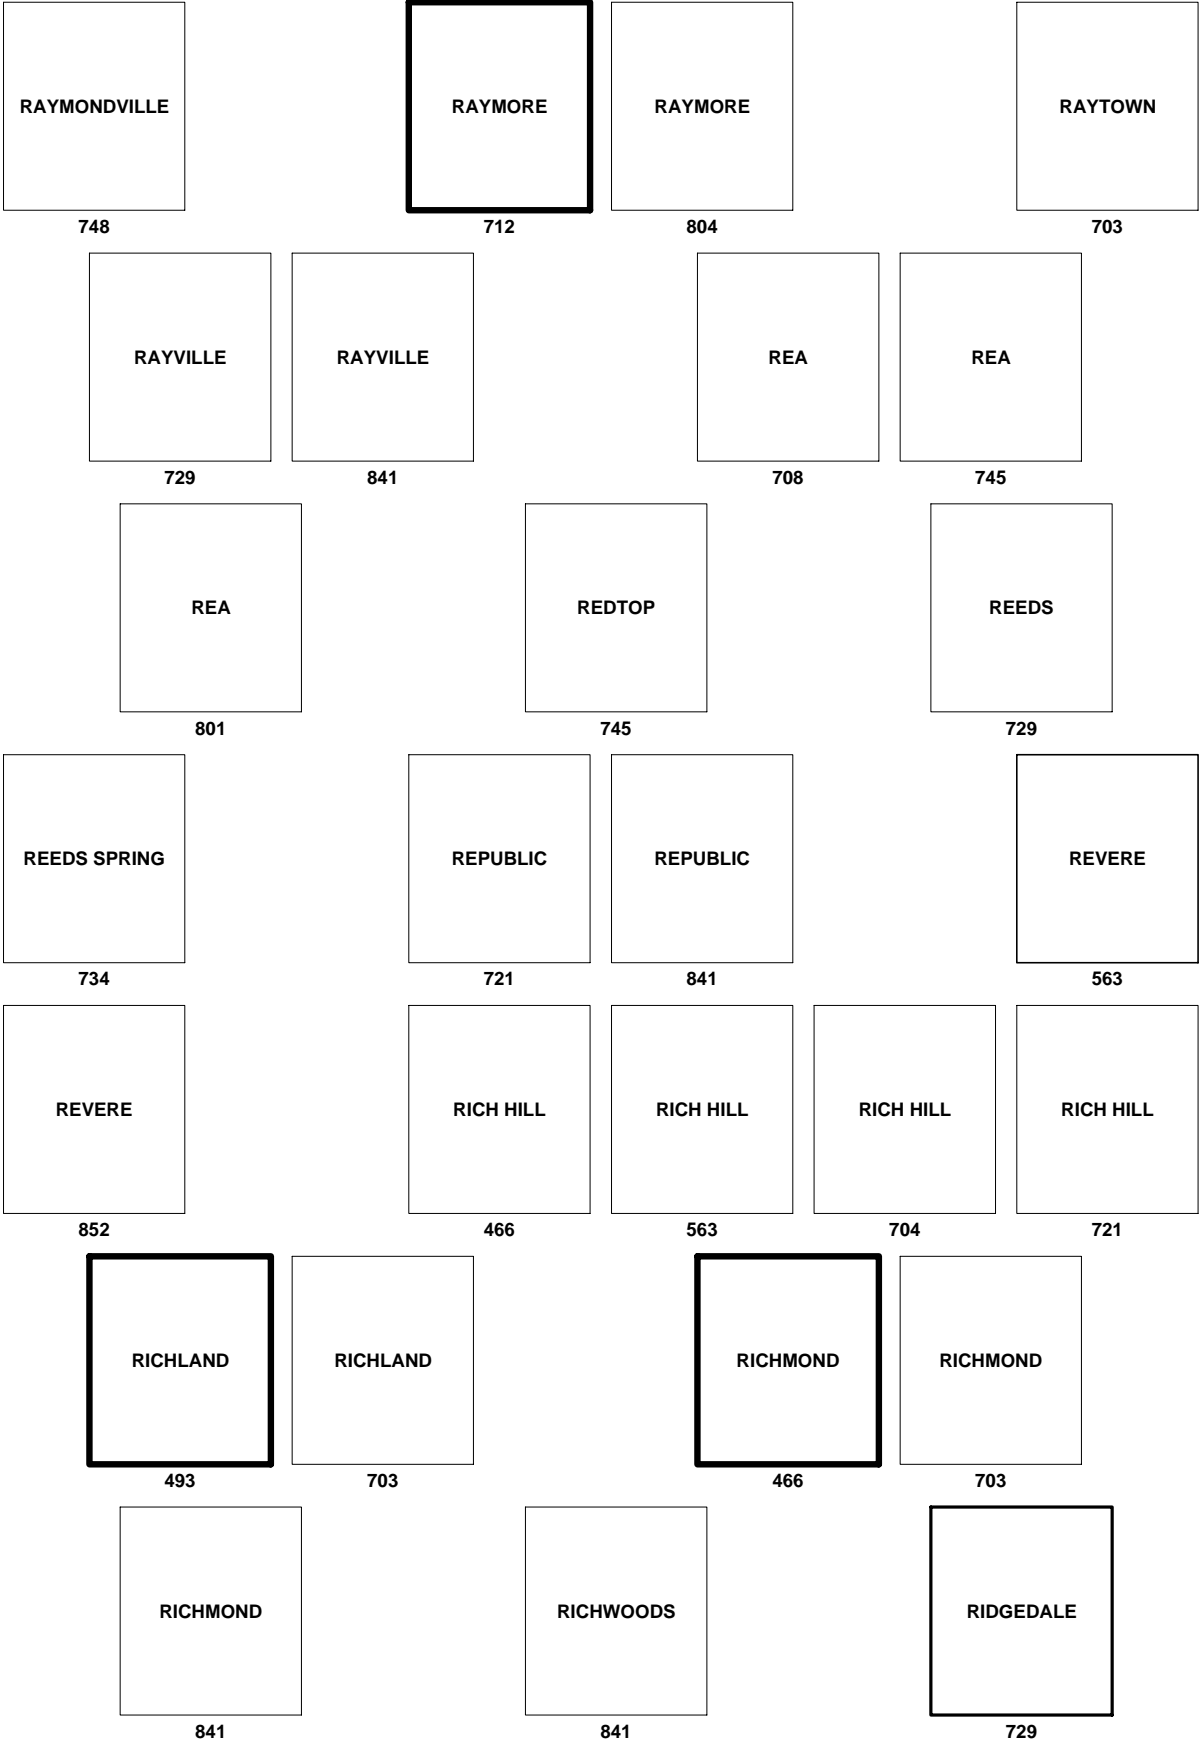 RAYMONDVILLE RAYMORE RAYMORE RAYTOWN
748 712 804 703
RAYVILLE RAYVILLE REA REA
729 841 708 745
REA REDTOP REEDS
801 745 729
REEDS SPRING REPUBLIC REPUBLIC REVERE
734 721 841 563
REVERE RICH HILL RICH HILL RICH HILL RICH HILL
852 466 563 704 721
RICHLAND RICHLAND RICHMOND RICHMOND
493 703 466 703
RICHMOND RICHWOODS RIDGEDALE
841 841 729